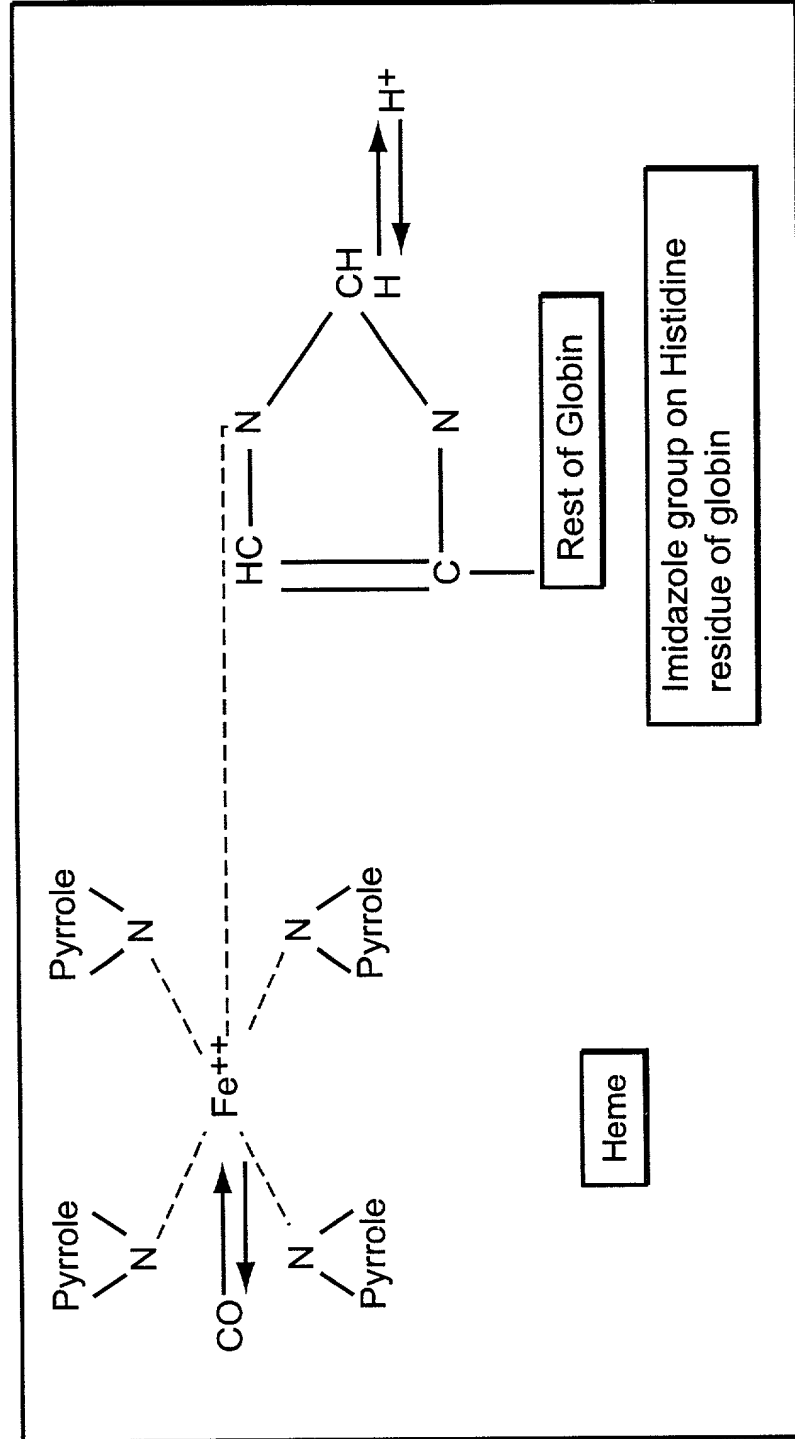 Pyrrole
Pyrrole
N
N
CO
Fe++
N
N
Pyrrole
Pyrrole
HC
N
CH
H
H+
C
N
Rest of Globin
Heme
Imidazole group on Histidine
residue of globin